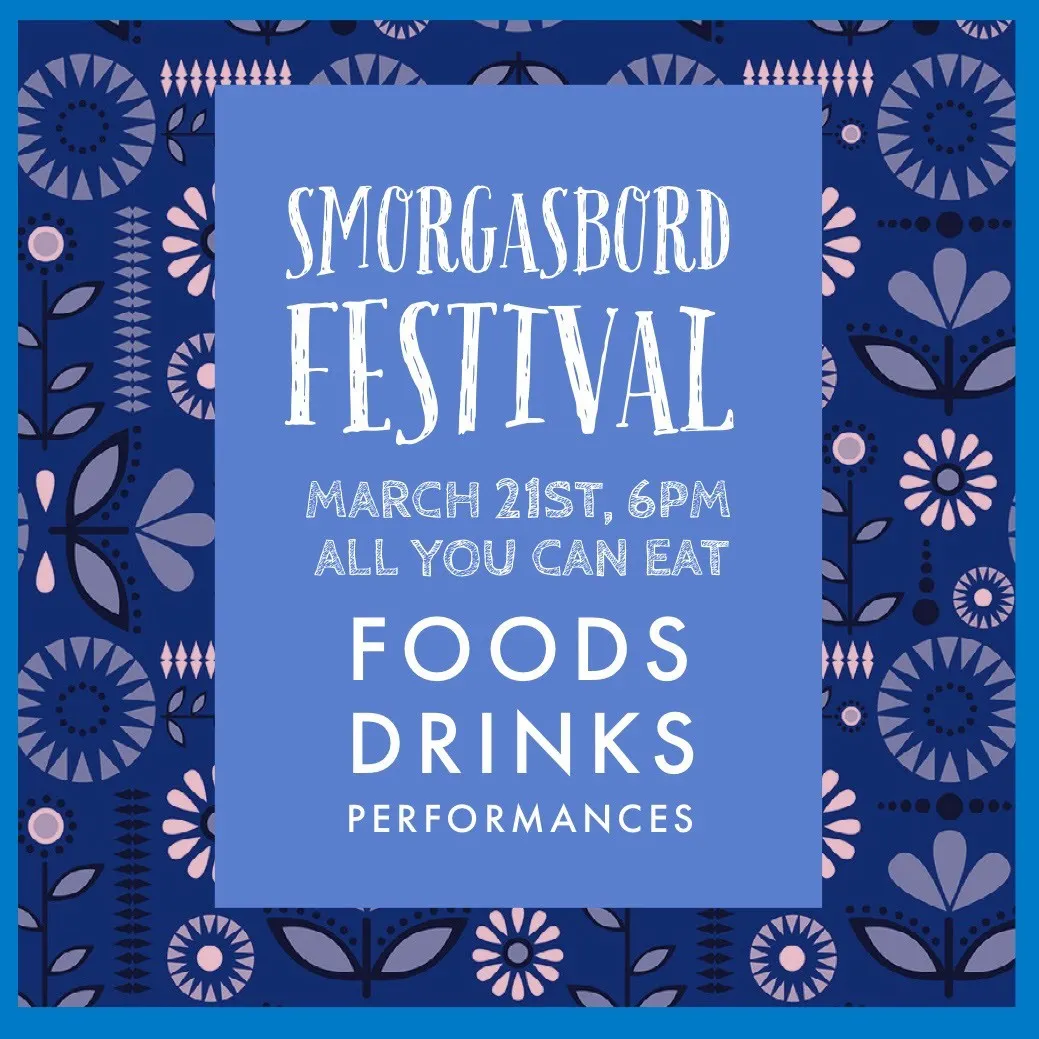 SMORGASBORD
FESTIVAL
MARCH 21ST, 6PM
ALL YOU CAN EAT
FOODS
DRINKS
PERFORMANCES